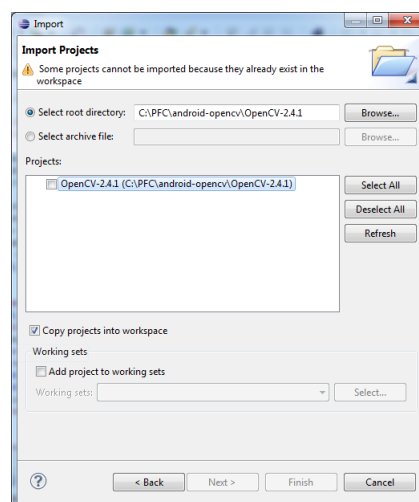 Import
Import Projects
Some projects cannot be imported because they already exist in the
workspace
Select root directory: C:\PFC\android-opencv\OpenCV-2.4.1 Browse...
Select archive file: Browse...
Projects:
OpenCV-2.4.1 (C:\PFC\android-opencv\OpenCV-2.4.1)
Select All
Deselect All
Refresh
Copy projects into workspace
Working sets
Add project to working sets
Working sets: Select...
? < Back Next > Finish Cancel